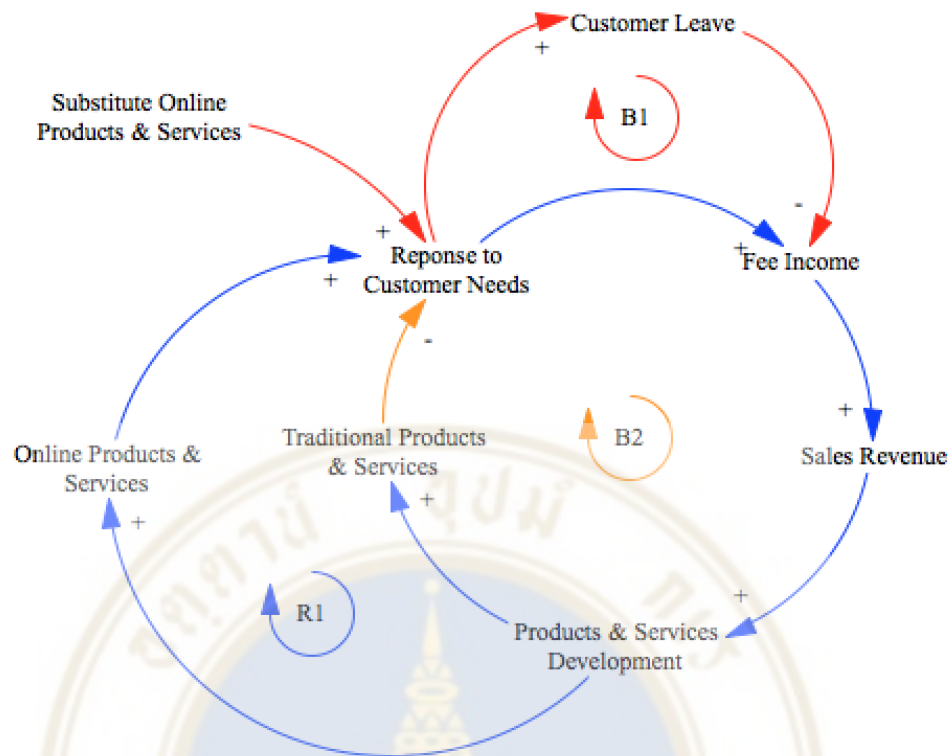 Customer Leave
+
Substitute Online
Products & Services
B1
-
+
+
Reponse to
Customer Needs
+
Fee Income
+
-
Traditional Products
& Services
B2
+
Online Products &
Services
Sales Revenue
+
+
R1
+
Products & Services
Development